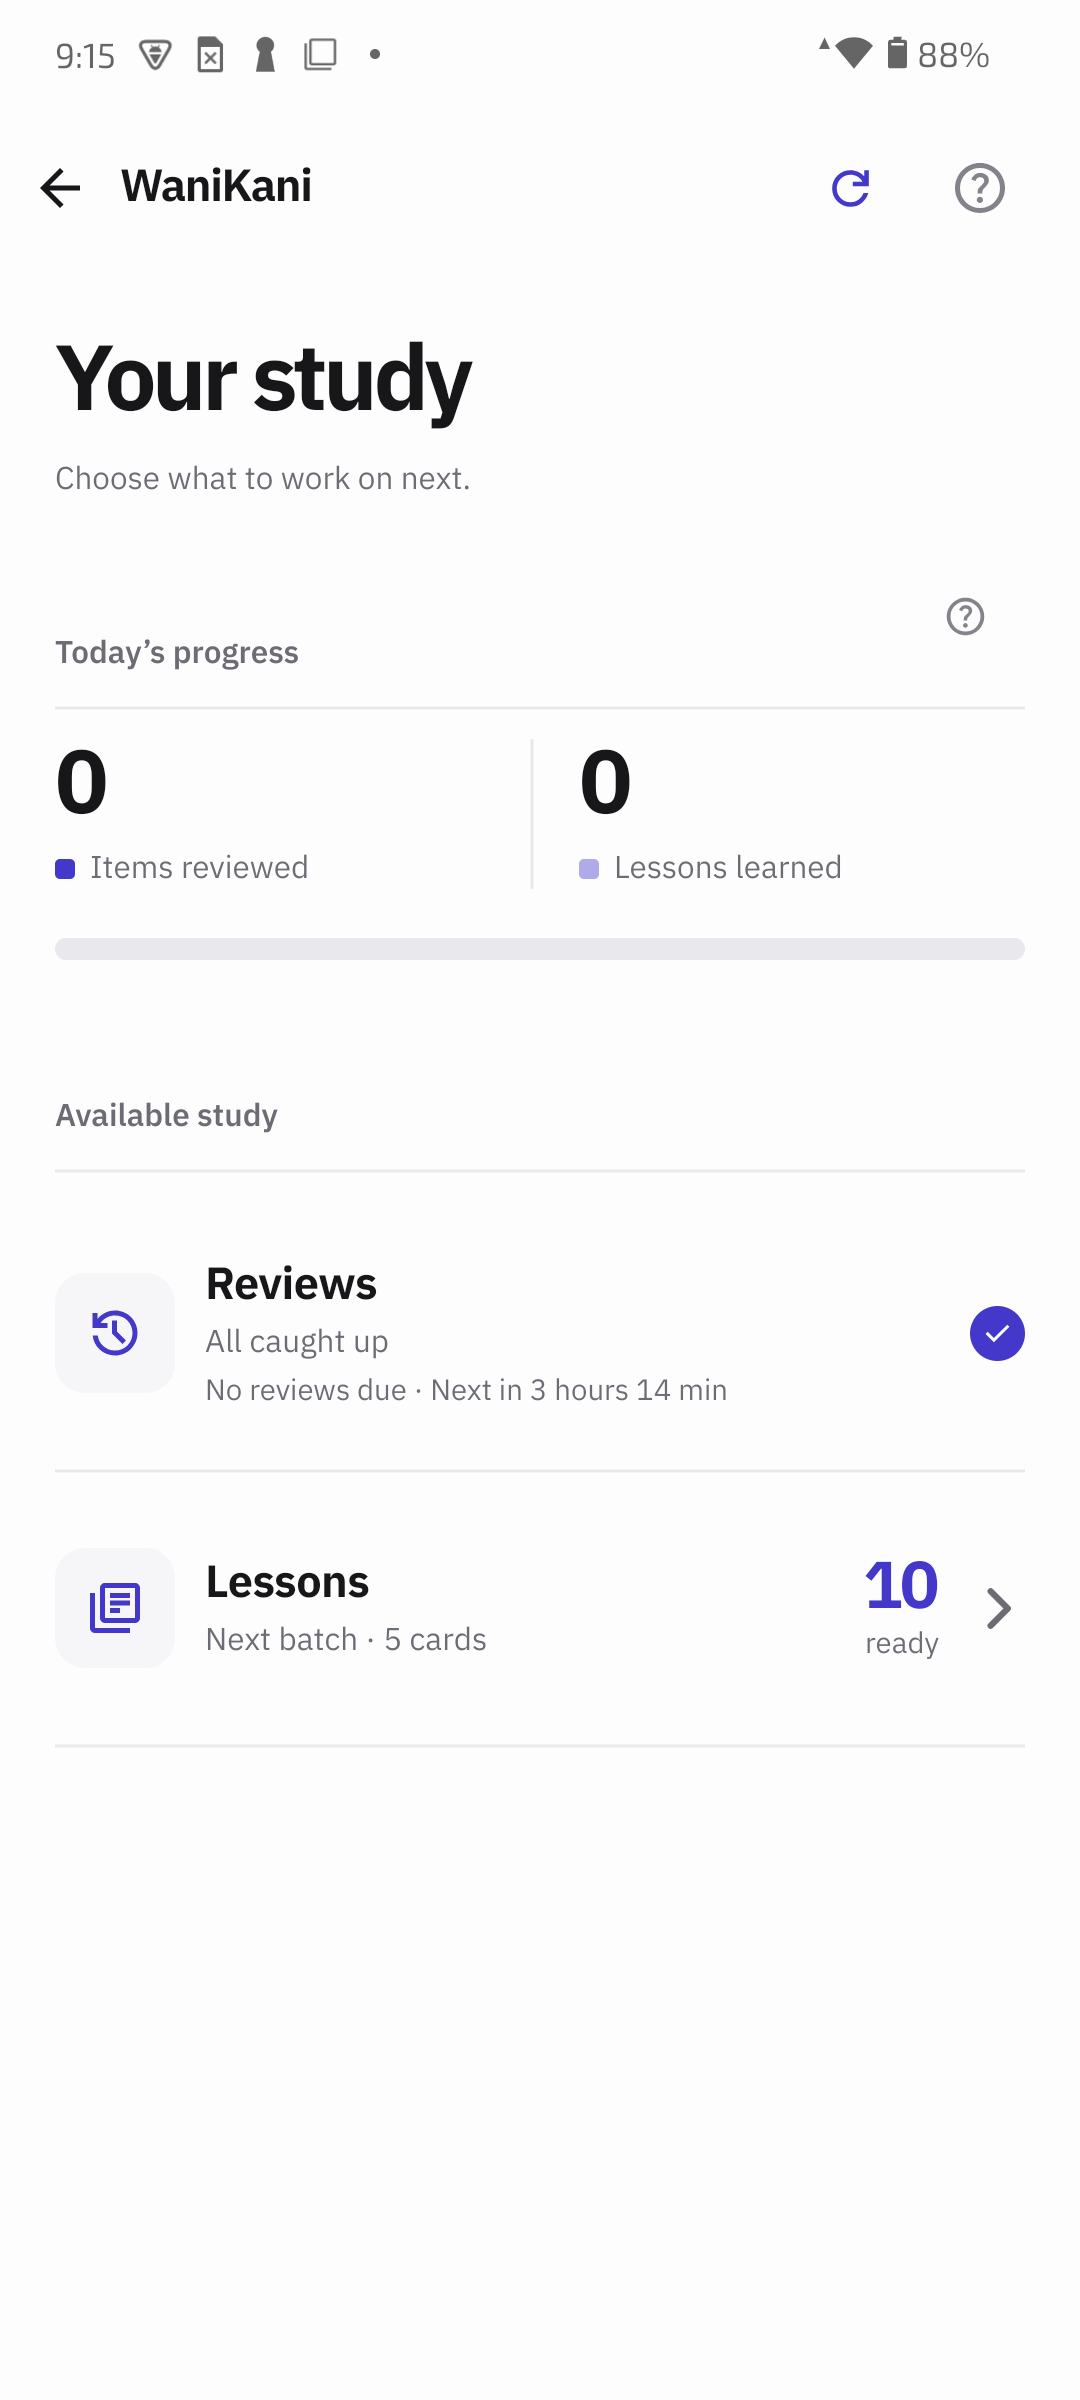 9:15
88%
WaniKani
Your study
Choose what to work on next.
Today’s progress
0
0
Items reviewed
Lessons learned
Available study
Reviews
All caught up
No reviews due · Next in 3 hours 14 min
Lessons
Next batch · 5 cards
10
ready